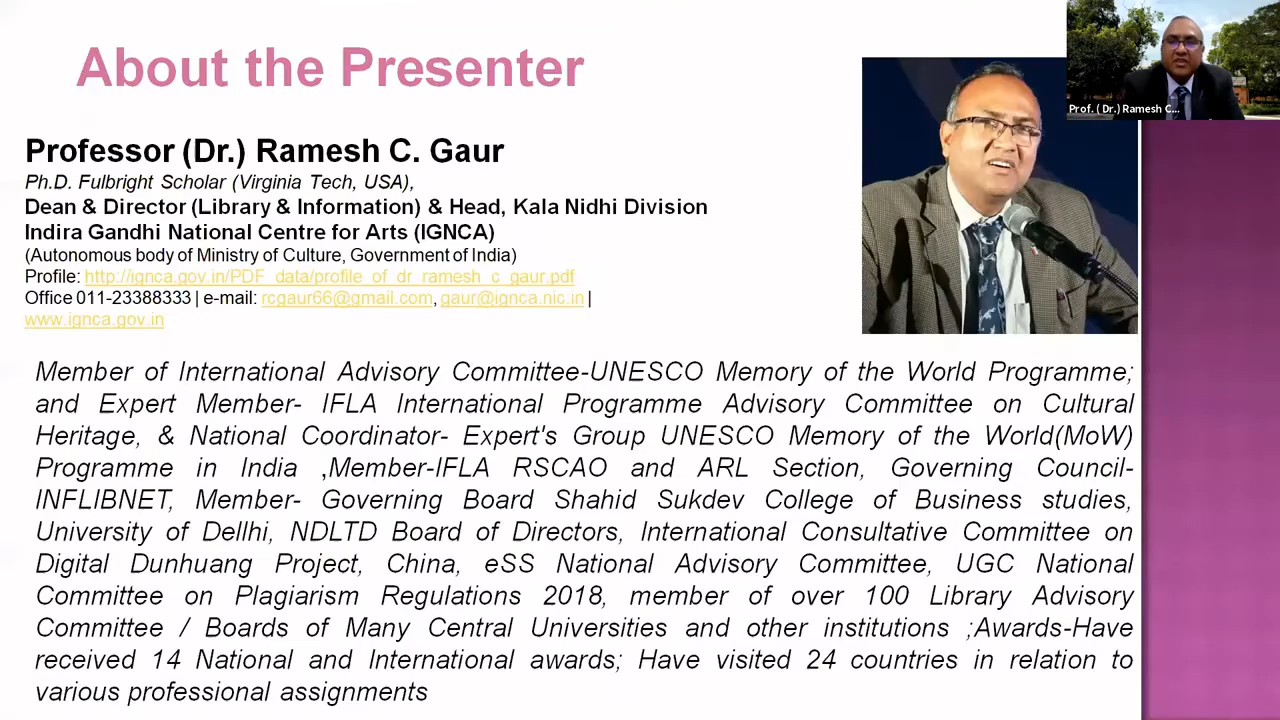 About the Presenter
Prof. ( Dr.) Ramesh C...
Professor (Dr.) Ramesh C. Gaur
Ph.D. Fulbright Scholar (Virginia Tech, USA),
Dean & Director (Library & Information) & Head, Kala Nidhi Division
Indira Gandhi National Centre for Arts (IGNCA)
(Autonomous body of Ministry of Culture, Government of India)
Profile: http://ignca.gov.in/PDF_data/profile_of_dr_ramesh_c_gaur.pdf
Office 011-23388333 | e-mail: rcgaur66@gmail.com, gaur@ignca.nic.in |
www.ignca.gov.in
Member of International Advisory Committee-UNESCO Memory of the World Programme;
and Expert Member- IFLA International Programme Advisory Committee on Cultural
Heritage, & National Coordinator- Expert's Group UNESCO Memory of the World(MoW)
Programme in India ,Member-IFLA RSCAO and ARL Section, Governing Council-
INFLIBNET, Member- Governing Board Shahid Sukdev College of Business studies,
University of Dellhi, NDLTD Board of Directors, International Consultative Committee on
Digital Dunhuang Project, China, eSS National Advisory Committee, UGC National
Committee on Plagiarism Regulations 2018, member of over 100 Library Advisory
Committee / Boards of Many Central Universities and other institutions ;Awards-Have
received 14 National and International awards; Have visited 24 countries in relation to
various professional assignments